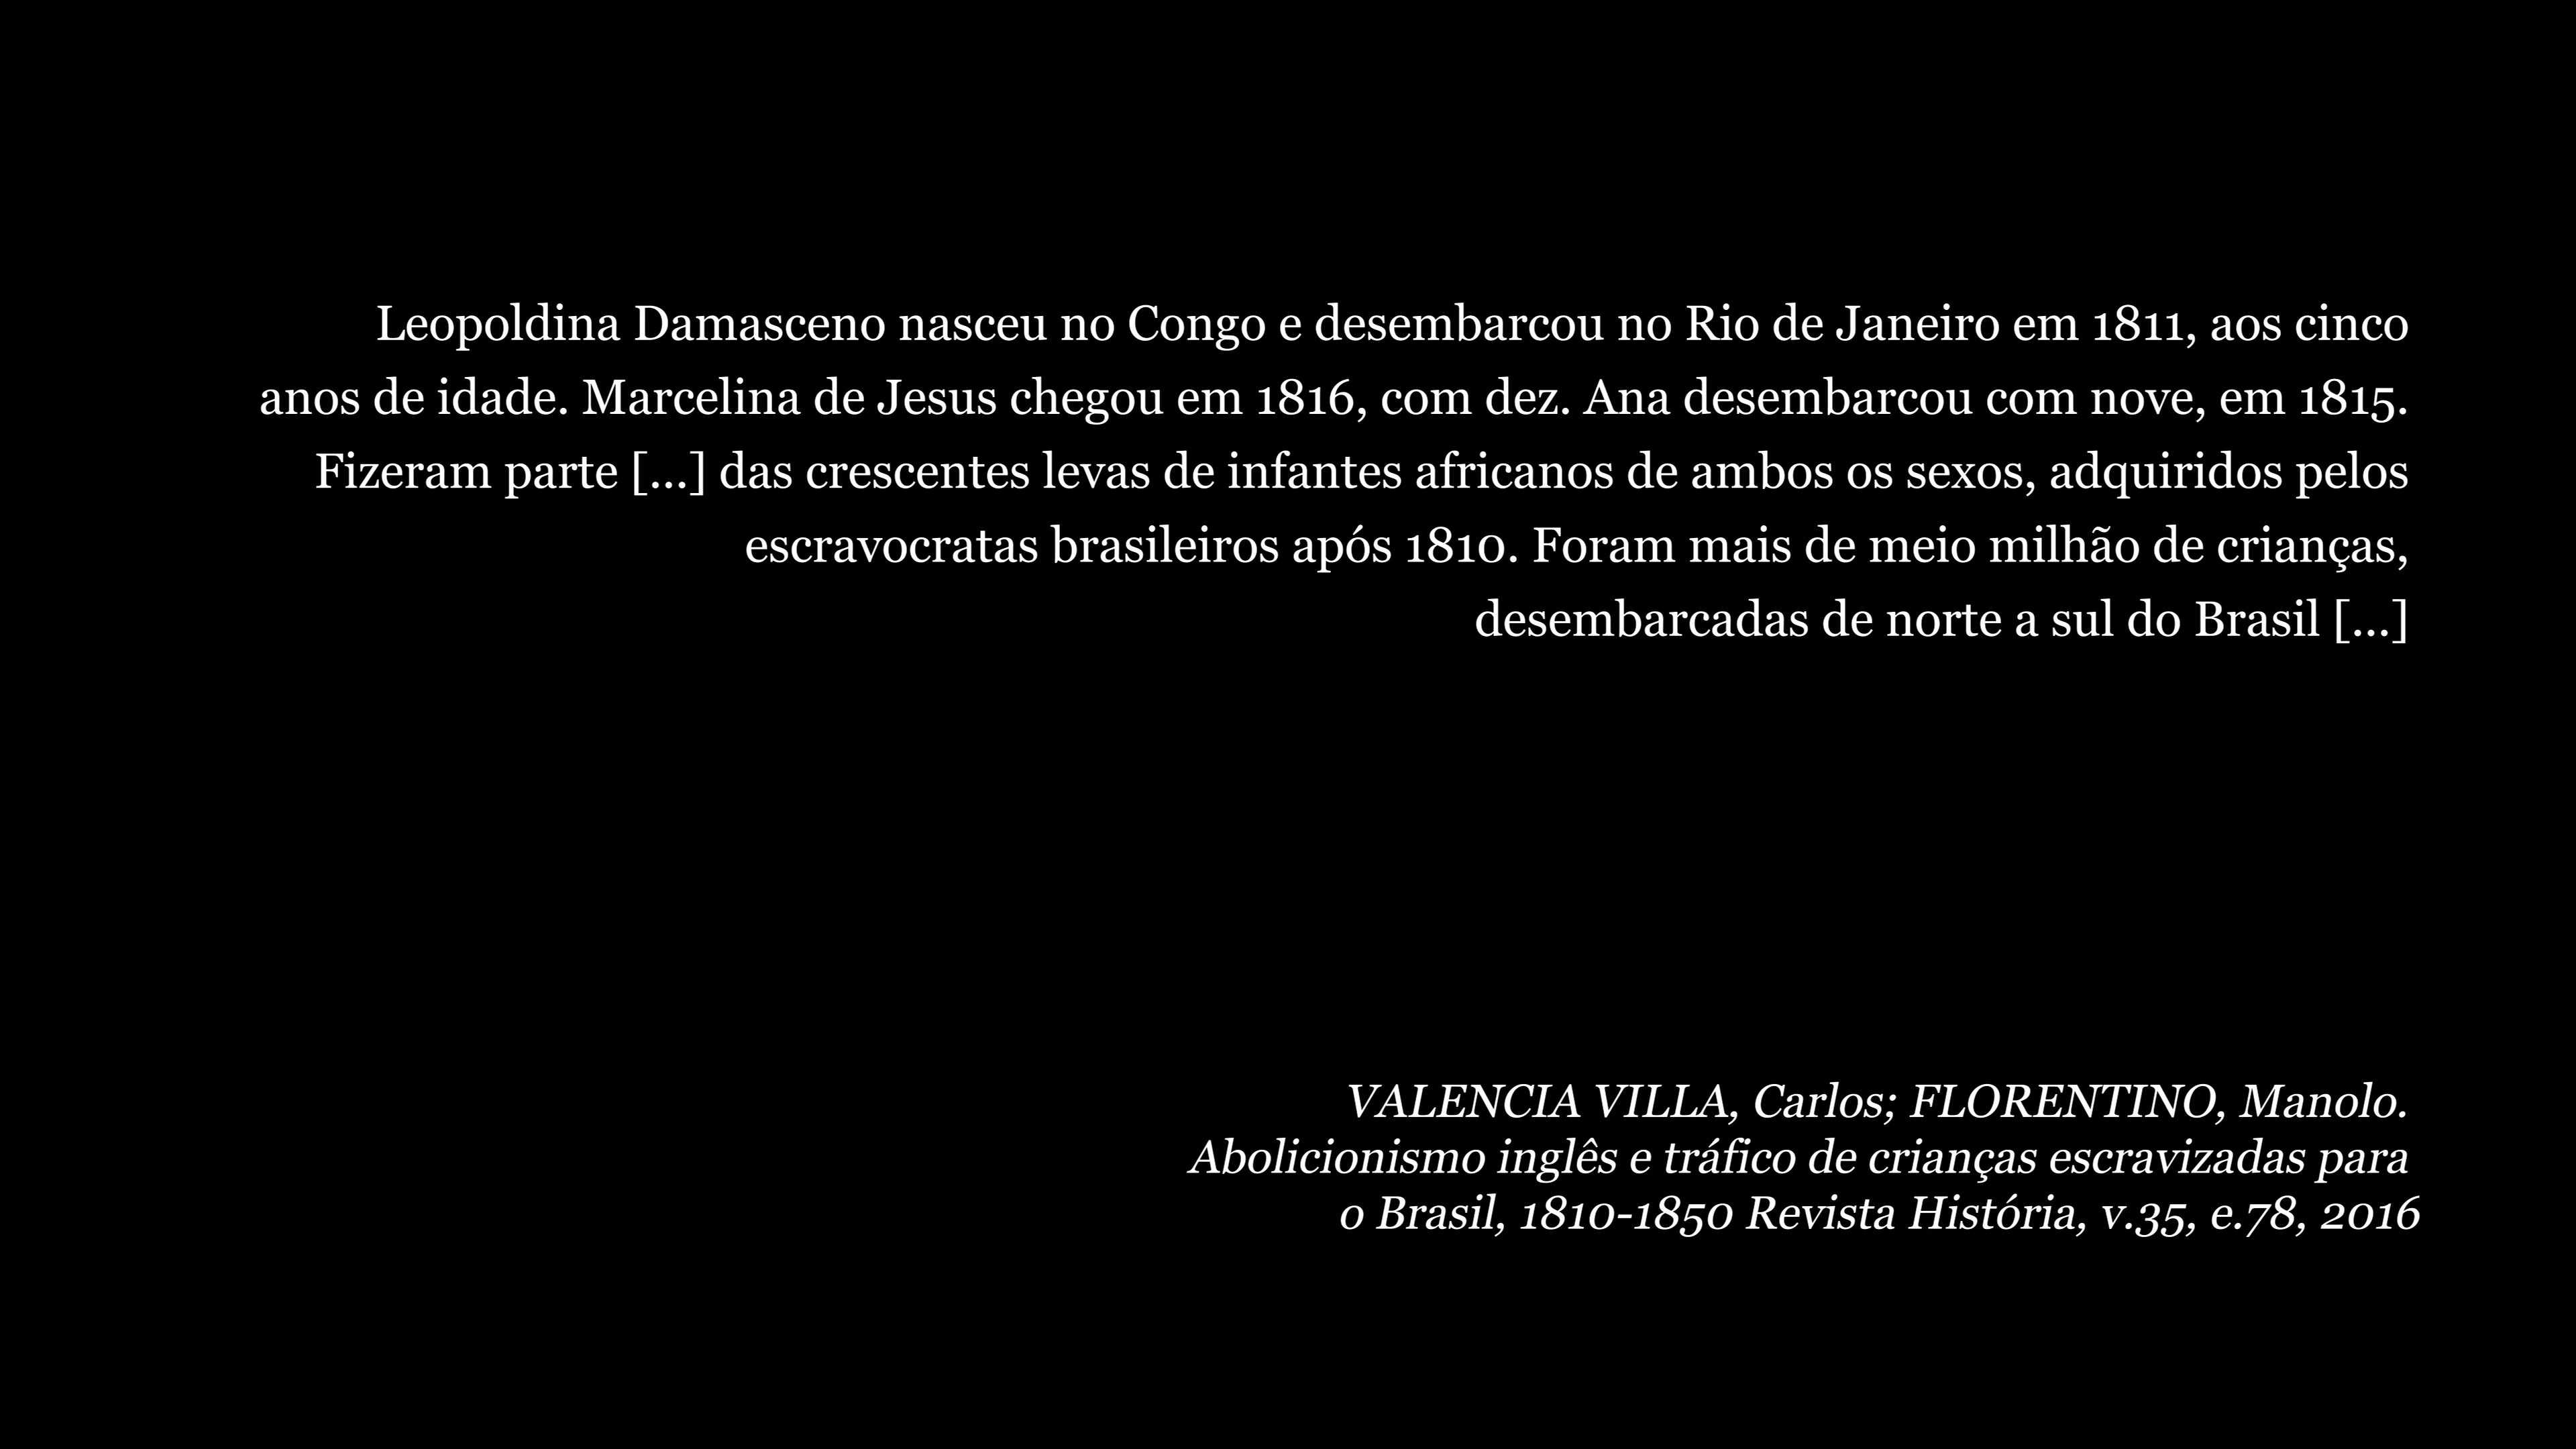 Leopoldina Damasceno nasceu no Congo e desembarcou no Rio de Janeiro em 1811, aos cinco
anos de idade. Marcelina de Jesus chegou em 1816, com dez. Ana desembarcou com nove, em 1815.
Fizeram parte [...] das crescentes levas de infantes africanos de ambos os sexos, adquiridos pelos
escravocratas brasileiros após 1810. Foram mais de meio milhão de crianças,
desembarcadas de norte a sul do Brasil [...]
VALENCIA VILLA, Carlos; FLORENTINO, Manolo.
Abolicionismo inglês e tráfico de crianças escravizadas para
o Brasil, 1810-1850 Revista História, v.35, e.78, 2016